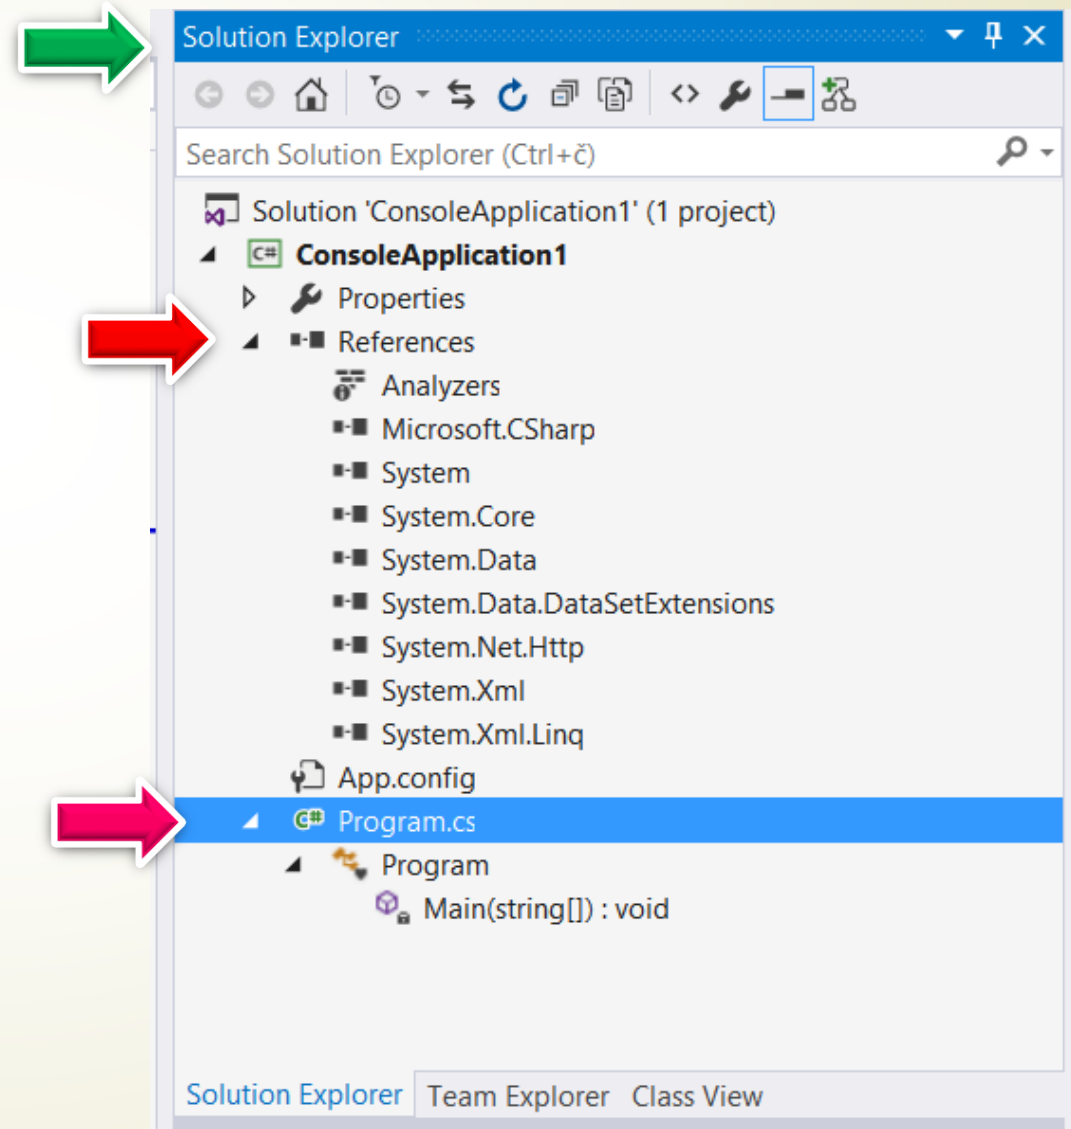 Solution Explorer
Search Solution Explorer (Ctrl+č)
Solution 'ConsoleApplication1' (1 project)
C# ConsoleApplication1
Properties
References
Analyzers
Microsoft.CSharp
System
System.Core
System.Data
System.Data.DataSetExtensions
System.Net.Http
System.Xml
System.Xml.Linq
App.config
C# Program.cs
Program
Main(string[]) : void
Solution Explorer Team Explorer Class View